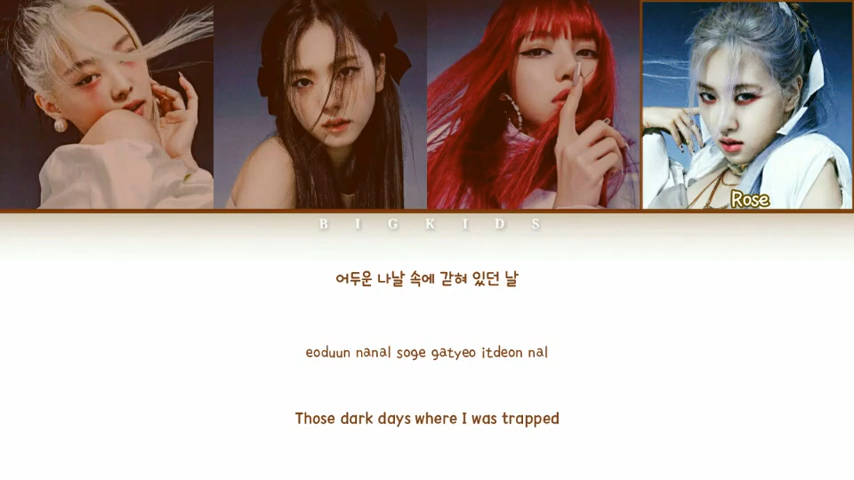 Rose
BIGKIDS
어두운 나날 속에 갇혀 있던 날
eoduun nanal soge gatyeo itdeon nal
Those dark days where I was trapped